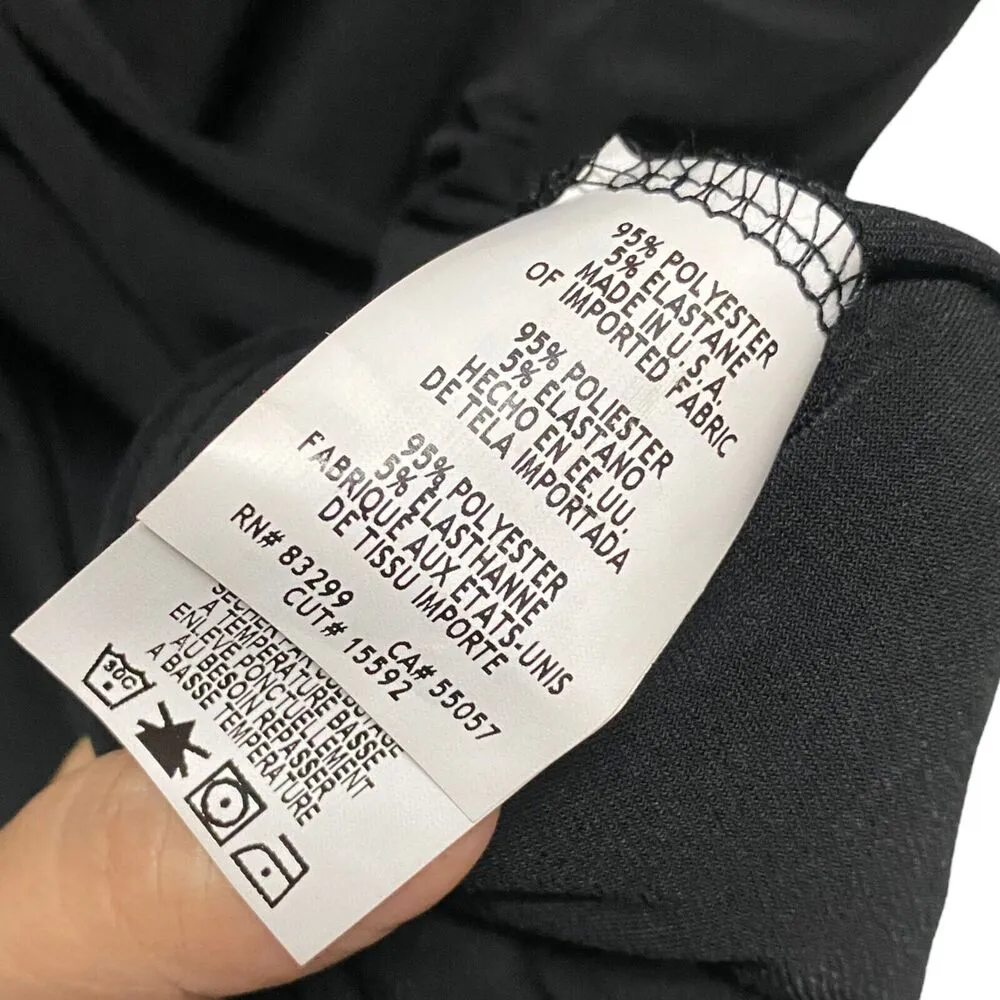 95% POLYESTER
5% ELASTANE
MADE IN U.S.A.
OF IMPORTED FABRIC
95% POLIESTER
5% ELASTANO
HECHO EN EE.UU.
DE TELA IMPORTADA
95% POLYESTER
5% ELASTHANNE
FABRIQUE AUX ETATS-UNIS
DE TISSU IMPORTE
RN# 83299 CA# 55057
CUT# 15592
A TEMPERATURE BASSE
ENLEVE PONCTUELLEMENT
AU BESOIN REPASSER
A BASSE TEMPERATURE
30C